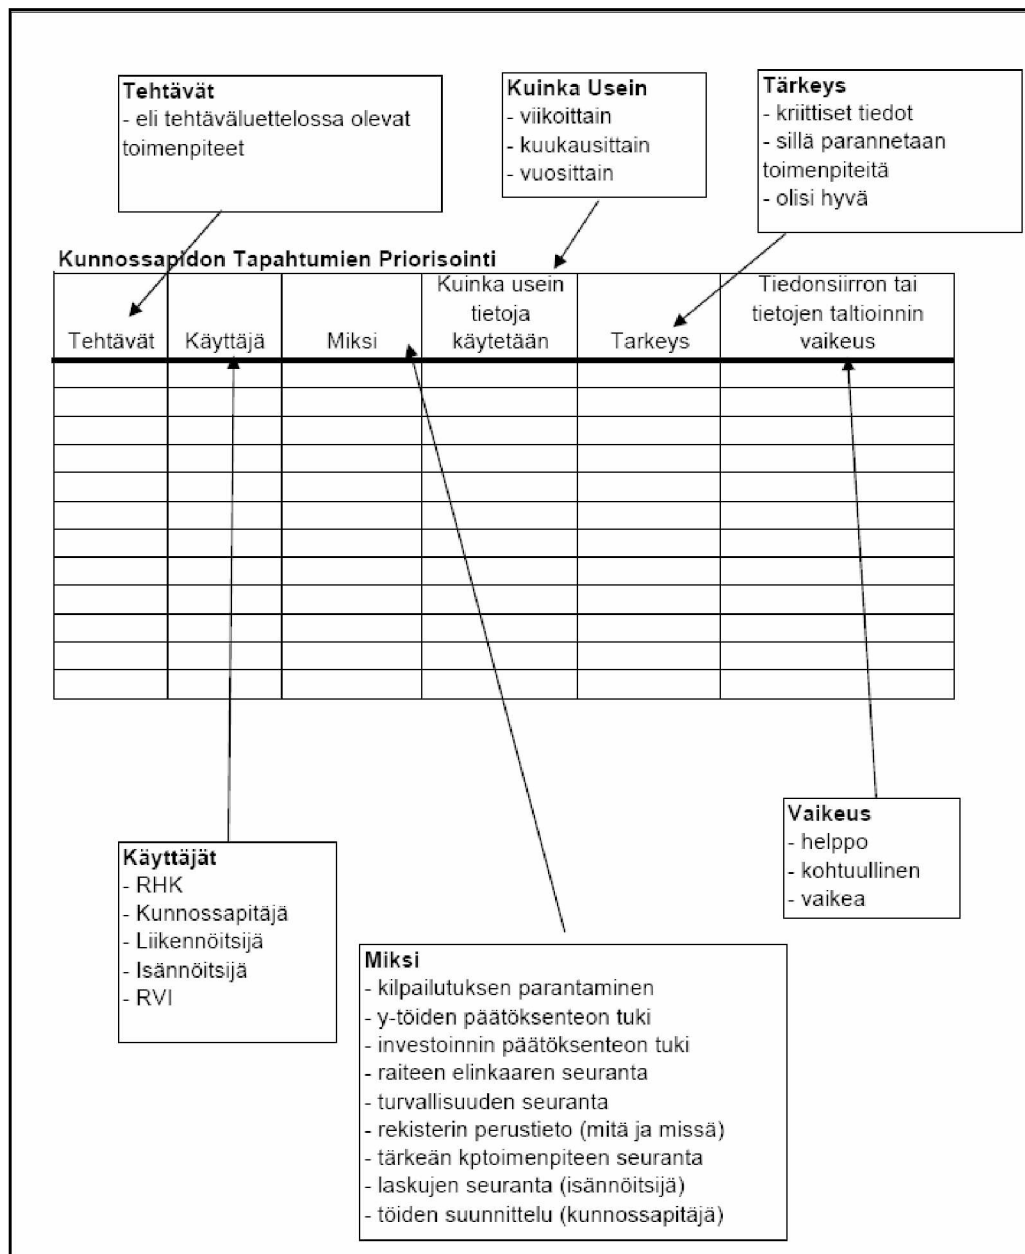 Tehtävät
- eli tehtäväluettelossa olevat
toimenpiteet
Kuinka Usein
- viikoittain
- kuukausittain
- vuosittain
Tärkeys
- kriittiset tiedot
- sillä parannetaan
toimenpiteitä
- olisi hyvä
Kunnossapidon Tapahtumien Priorisointi
Tehtävät
Käyttäjä
Miksi
Kuinka usein
tietoja
käytetään
Tarkeys
Tiedonsiirron tai
tietojen taltioinnin
vaikeus
Vaikeus
- helppo
- kohtuullinen
- vaikea
Käyttäjät
- RHK
- Kunnossapitäjä
- Liikennöitsijä
- Isännöitsijä
- RVI
Miksi
- kilpailutuksen parantaminen
- y-töiden päätöksenteon tuki
- investoinnin päätöksenteon tuki
- raiteen elinkaaren seuranta
- turvallisuuden seuranta
- rekisterin perustieto (mitä ja missä)
- tärkeän kptoimenpiteen seuranta
- laskujen seuranta (isännöitsijä)
- töiden suunnittelu (kunnossapitäjä)